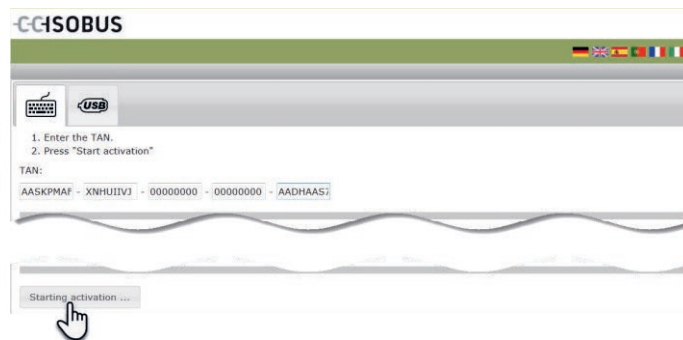 CCISOBUS
USB
1. Enter the TAN.
2. Press "Start activation"
TAN:
AASKPMAF - XNHUIIVJ - 00000000 - 00000000 - AADHAAS
Starting activation ...